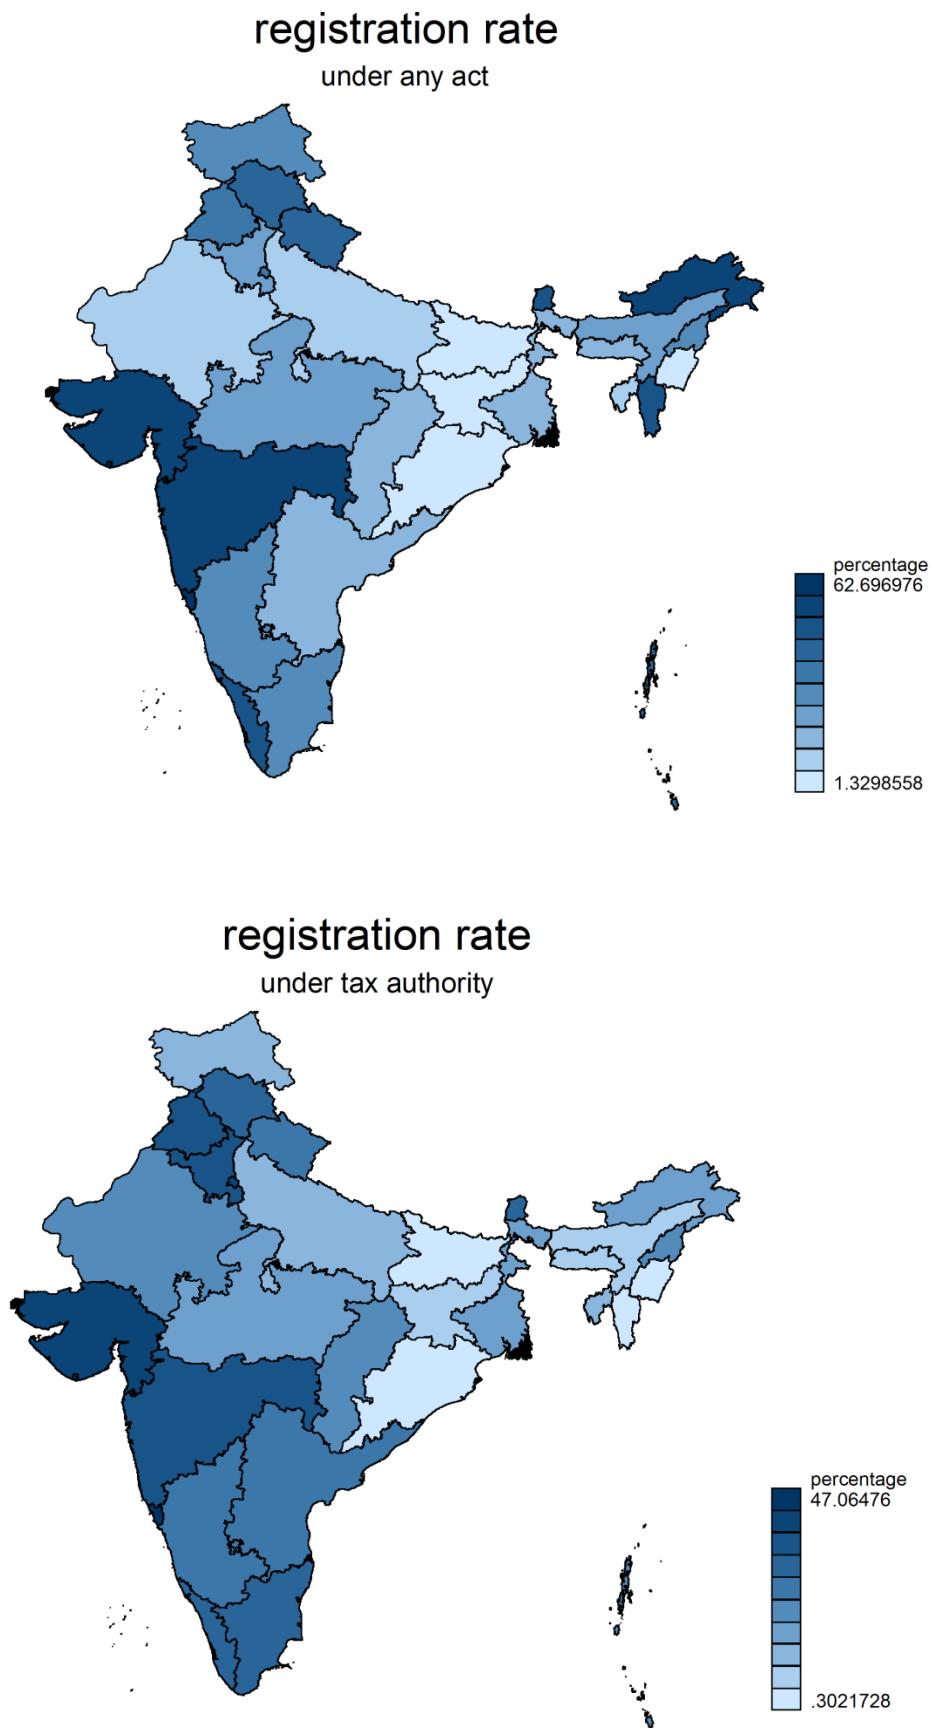 registration rate
under any act
percentage
62.696976
1.3298558
registration rate
under tax authority
percentage
47.06476
.3021728